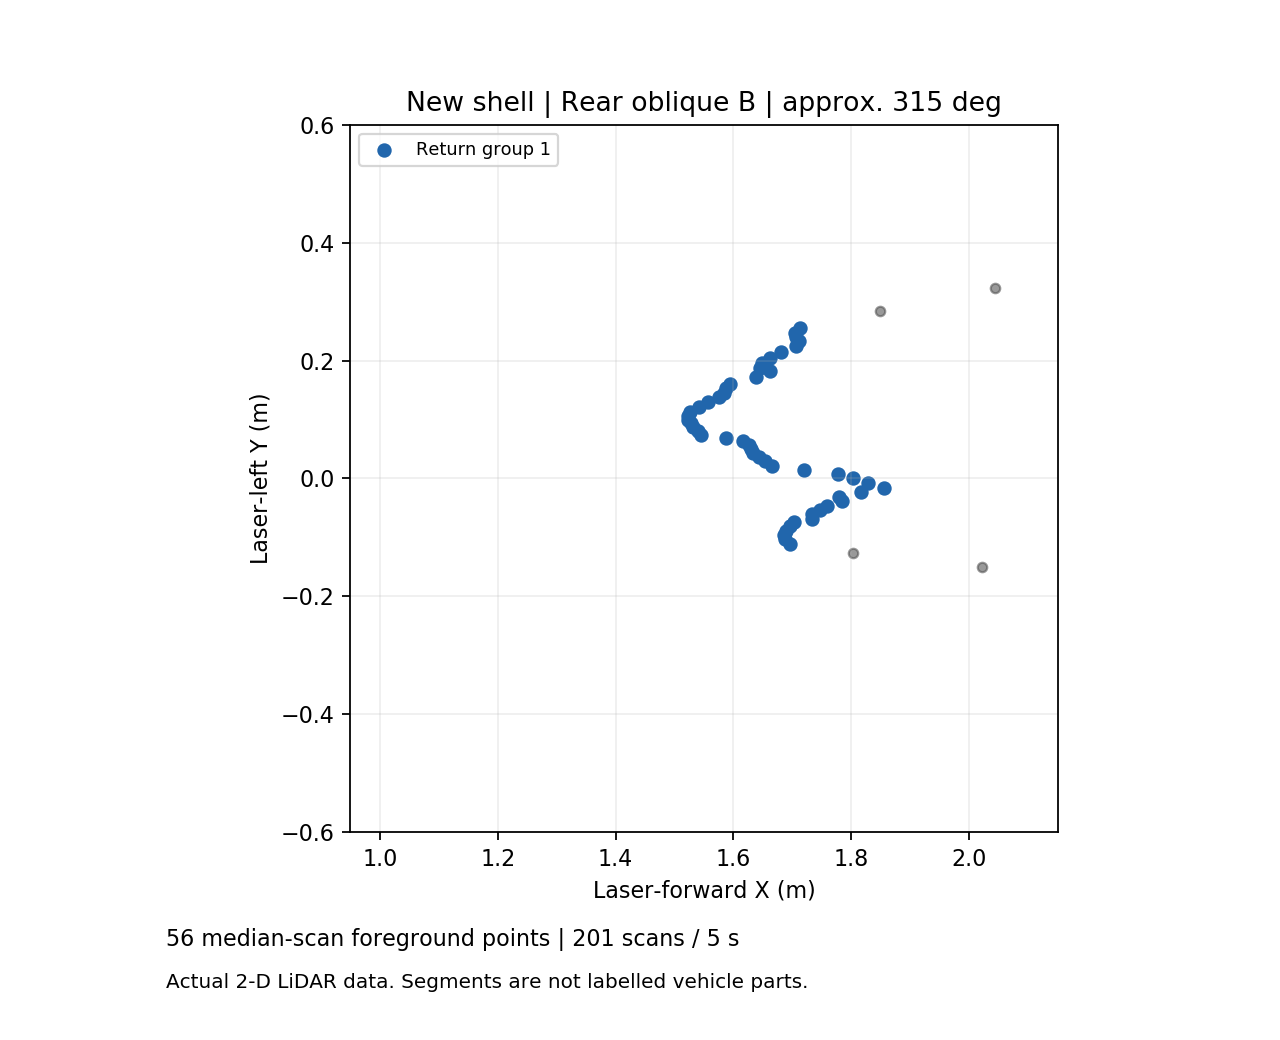 New shell | Rear oblique B | approx. 315 deg
Return group 1
0.6
0.4
0.2
0.0
−0.2
−0.4
−0.6
Laser-left Y (m)
1.0 1.2 1.4 1.6 1.8 2.0
Laser-forward X (m)
56 median-scan foreground points | 201 scans / 5 s
Actual 2-D LiDAR data. Segments are not labelled vehicle parts.